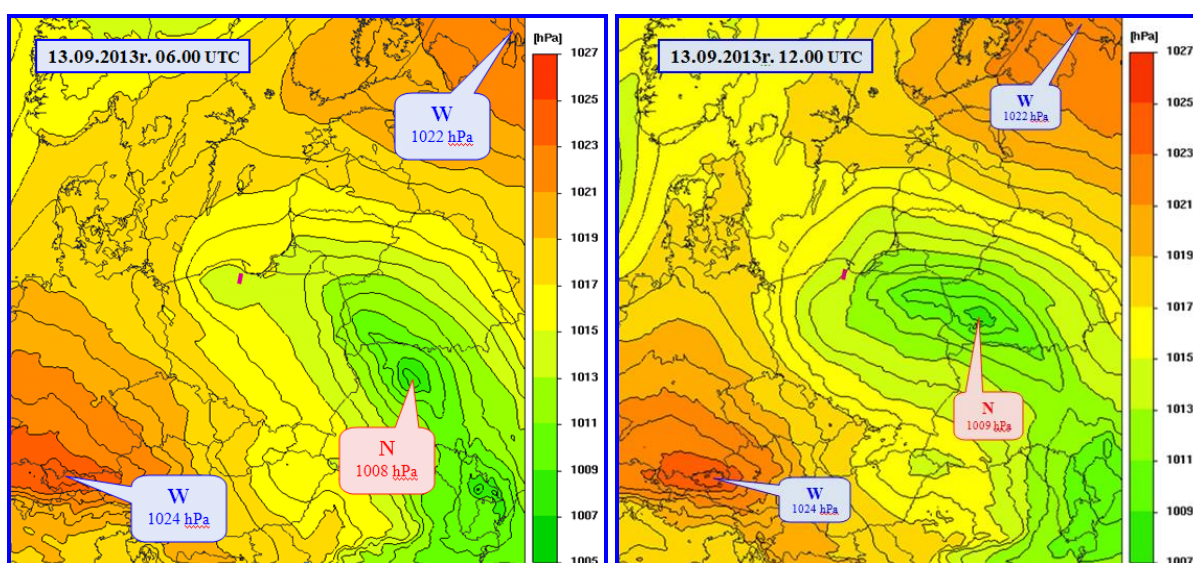 13.09.2013r. 06.00 UTC
W
1022 hPa
N
1008 hPa
W
1024 hPa
[hPa]
1027
1025
1023
1021
1019
1017
1015
1013
1011
1009
1007
1005
13.09.2013r. 12.00 UTC
W
1022 hPa
N
1009 hPa
W
1024 hPa
[hPa]
1027
1025
1023
1021
1019
1017
1015
1013
1011
1009
1007